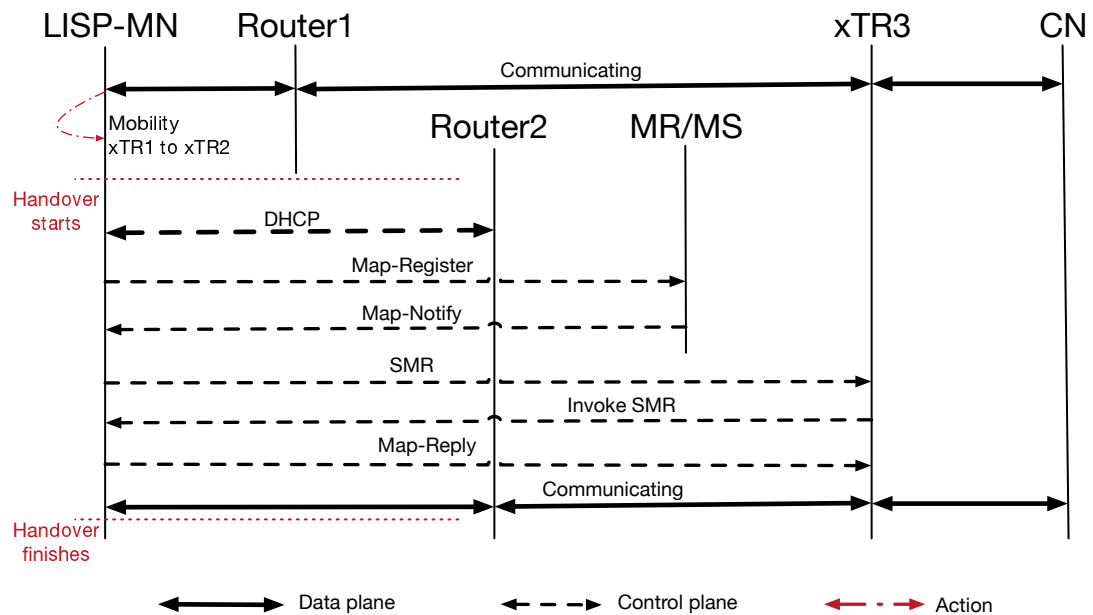 LISP-MN Router1 xTR3 CN
Communicating
Mobility
xTR1 to xTR2
Router2 MR/MS
Handover
starts
DHCP
Map-Register
Map-Notify
SMR
Invoke SMR
Map-Reply
Communicating
Handover
finishes
Data plane Control plane Action